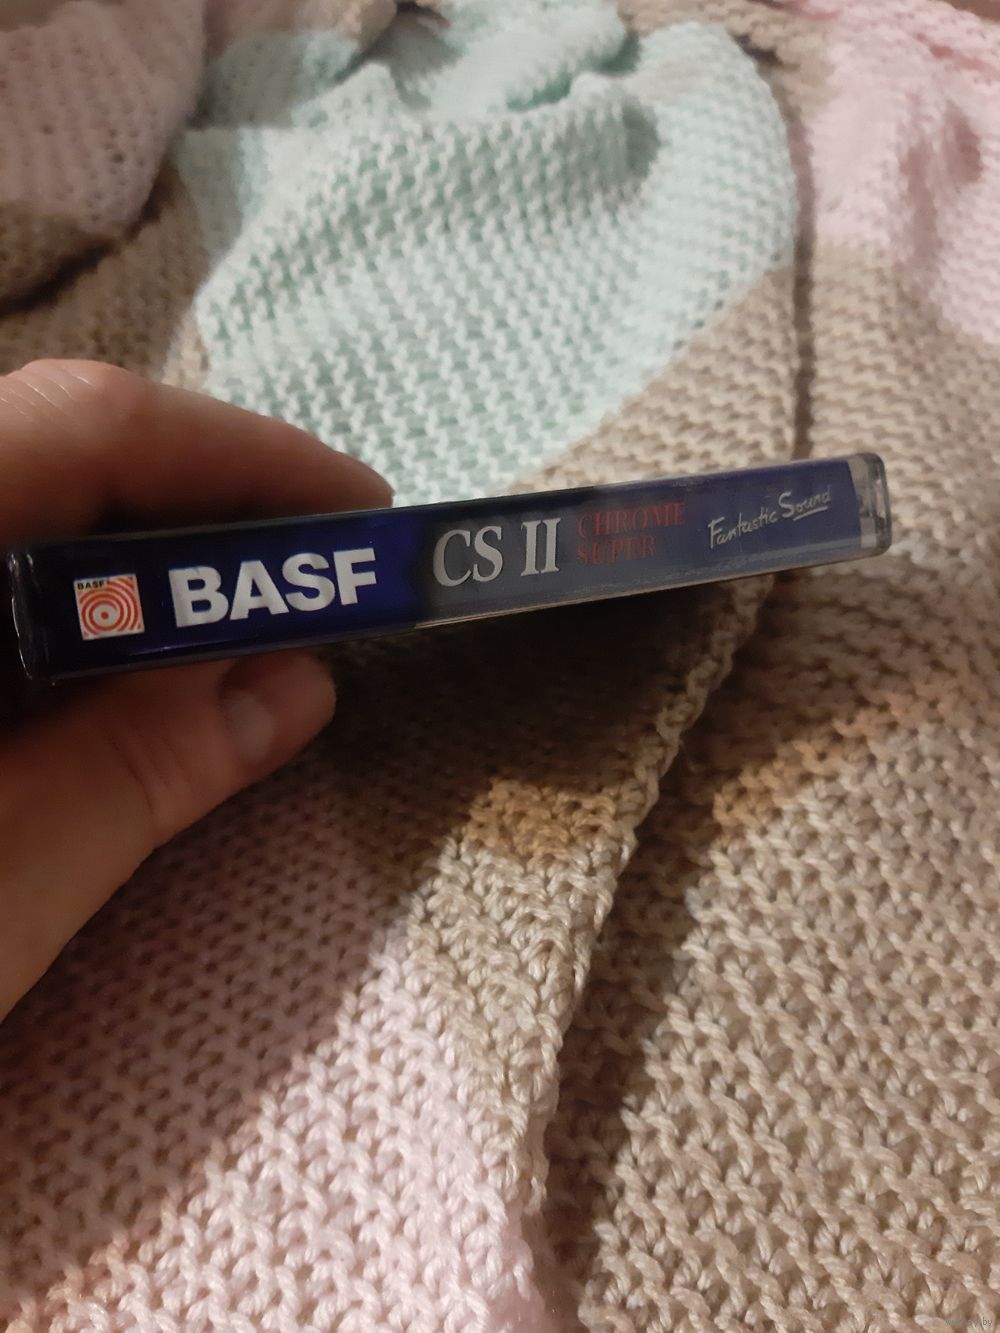 BASF
BASF
CS II
CHROME
SUPER
Fantastic Sound